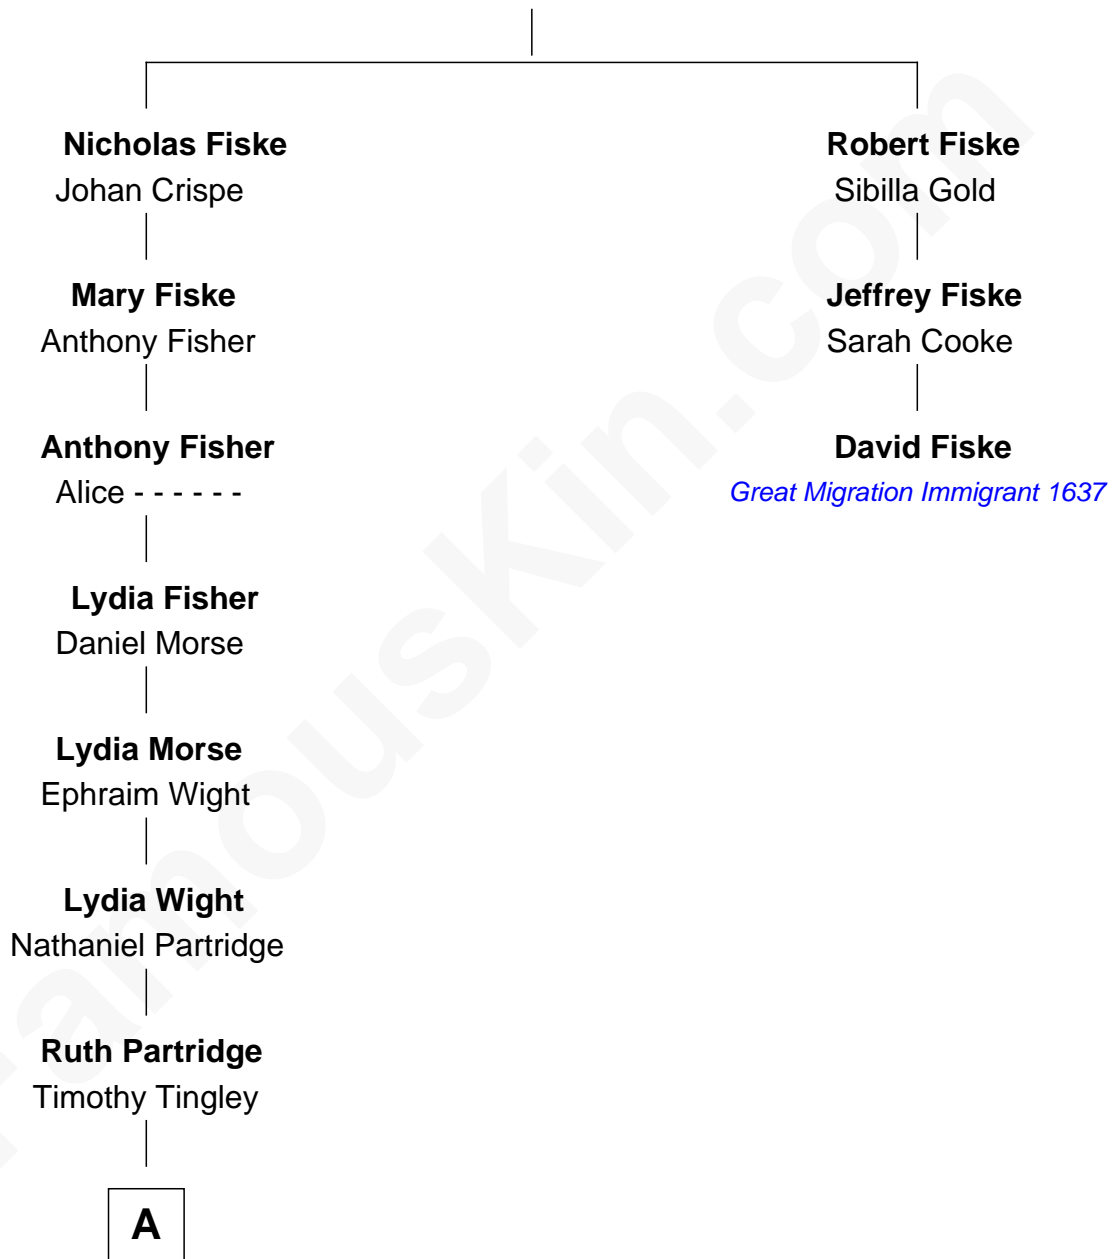 Nicholas Fiske
Johan Crispe
Mary Fiske
Anthony Fisher
Anthony Fisher
Alice - - - - - -
Lydia Fisher
Daniel Morse
Lydia Morse
Ephraim Wight
Lydia Wight
Nathaniel Partridge
Ruth Partridge
Timothy Tingley
A
Robert Fiske
Sibilla Gold
Jeffrey Fiske
Sarah Cooke
David Fiske
Great Migration Immigrant 1637
FamousKin.com